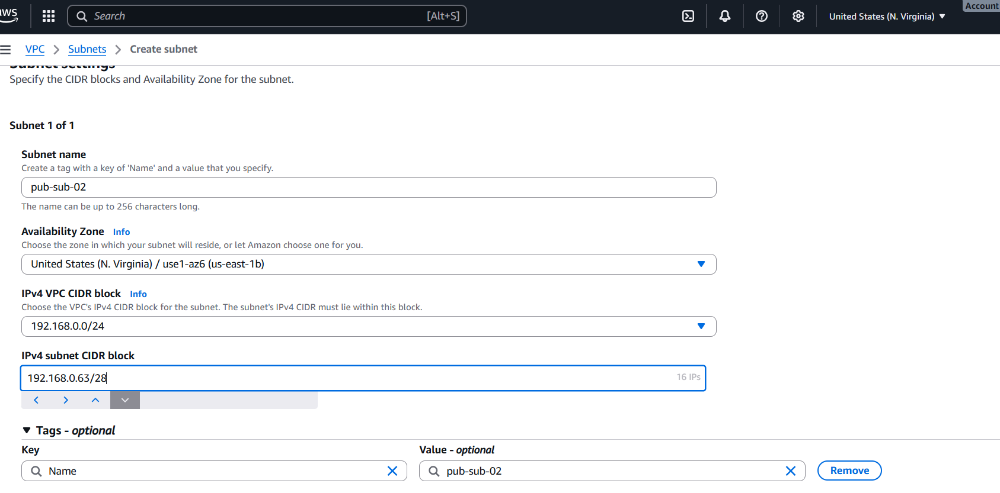 aws
Search [Alt+S]
United States (N. Virginia)
Account
VPC Subnets Create subnet
Subnet settings
Specify the CIDR blocks and Availability Zone for the subnet.
Subnet 1 of 1
Subnet name
Create a tag with a key of 'Name' and a value that you specify.
pub-sub-02
The name can be up to 256 characters long.
Availability Zone Info
Choose the zone in which your subnet will reside, or let Amazon choose one for you.
United States (N. Virginia) / use1-az6 (us-east-1b)
IPv4 VPC CIDR block Info
Choose the VPC's IPv4 CIDR block for the subnet. The subnet's IPv4 CIDR must lie within this block.
192.168.0.0/24
IPv4 subnet CIDR block
192.168.0.63/28 16 IPs
Tags - optional
Key Value - optional
Name pub-sub-02 Remove